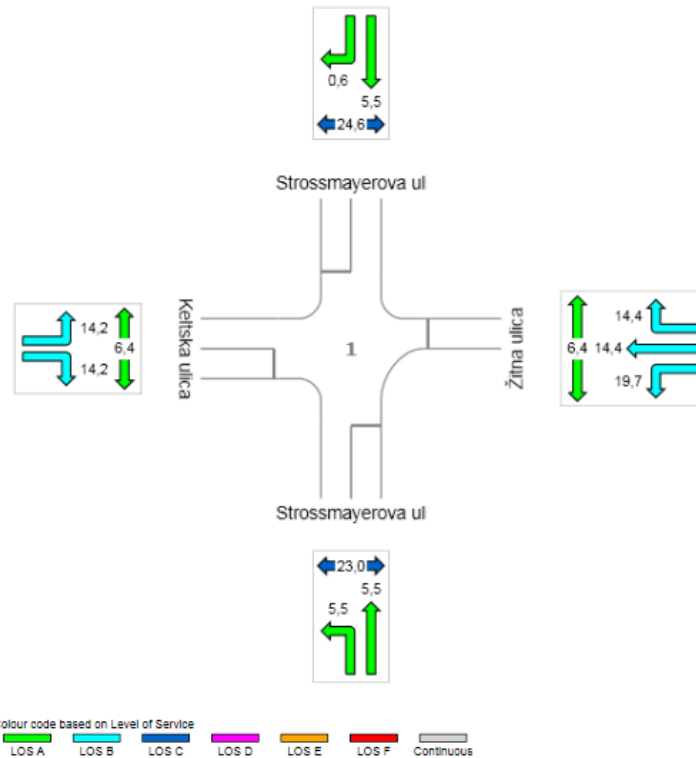 0,6
5,5
24,6
Strossmayerova ul
Keltska ulica
14,2
6,4
14,2
1
Žitna ulica
14,4
6,4 14,4
19,7
Strossmayerova ul
23,0
5,5
5,5
Colour code based on Level of Service
LOS A LOS B LOS C LOS D LOS E LOS F Continuous